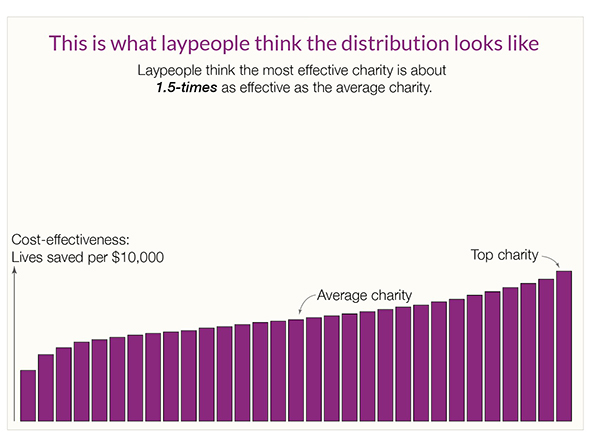 This is what laypeople think the distribution looks like
Laypeople think the most effective charity is about
1.5-times as effective as the average charity.
Cost-effectiveness:
Lives saved per $10,000
Top charity
Average charity